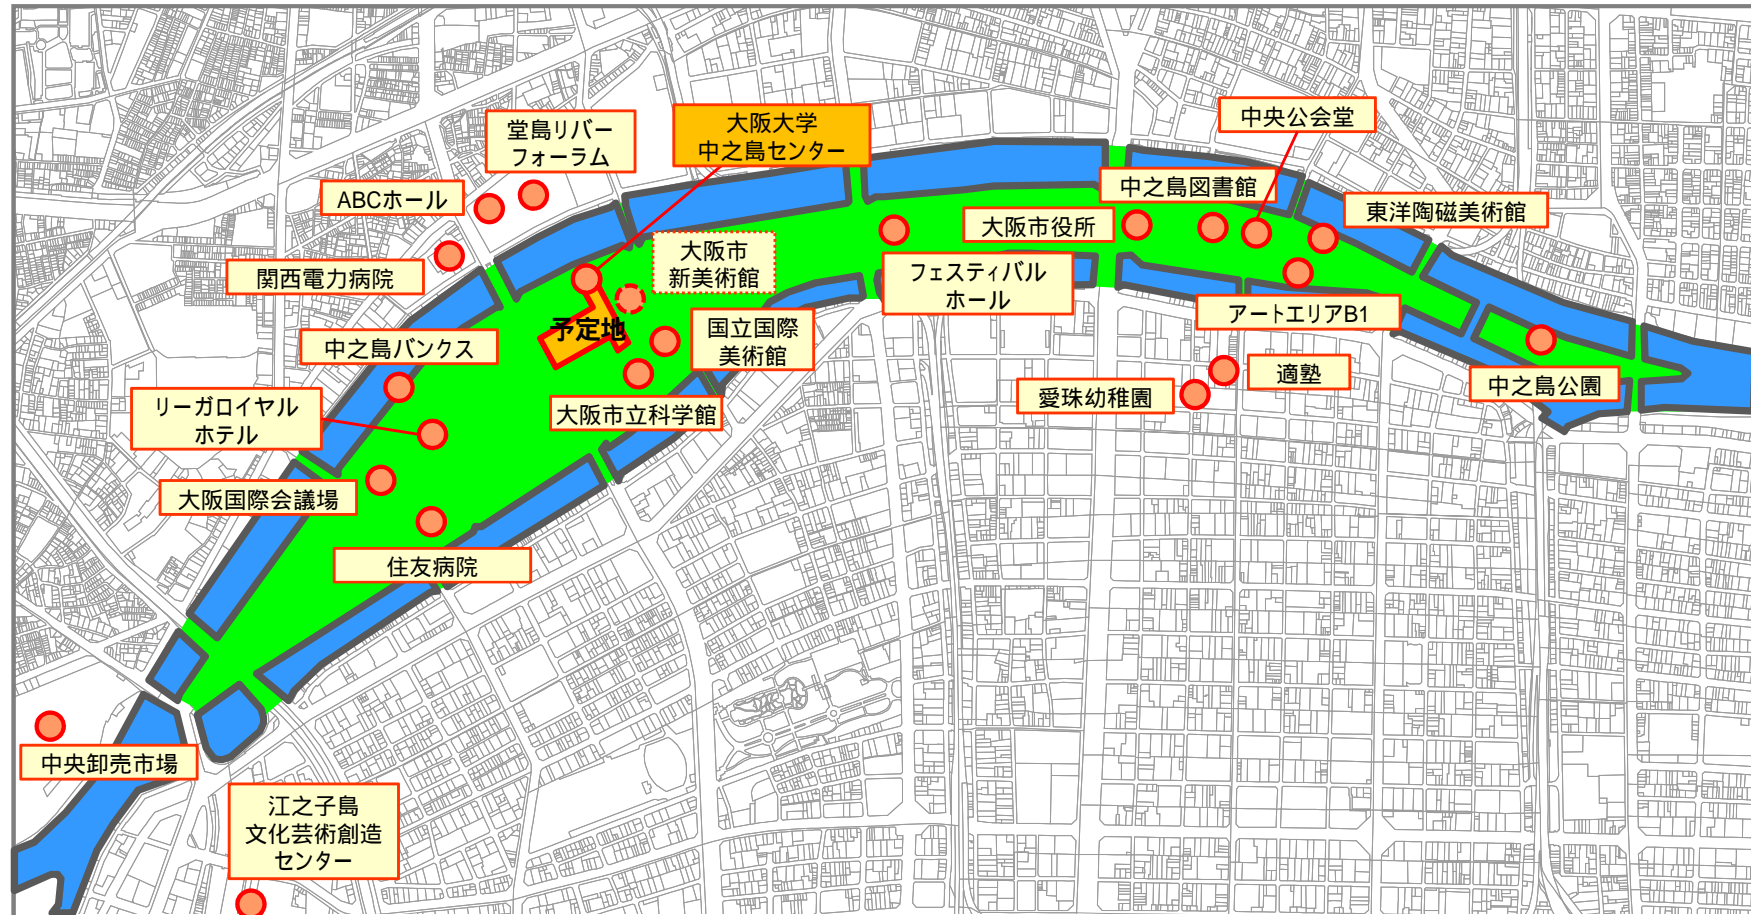 堂島リバー
フォーラム
大阪大学
中之島センター
中央公会堂
ABCホール
中之島図書館
東洋陶磁美術館
大阪市役所
大阪市
新美術館
関西電力病院
フェスティバル
ホール
アートエリアB1
予定地
国立国際
美術館
中之島バンクス
適塾
中之島公園
愛珠幼稚園
リーガロイヤル
ホテル
大阪市立科学館
大阪国際会議場
住友病院
中央卸売市場
江之子島
文化芸術創造
センター